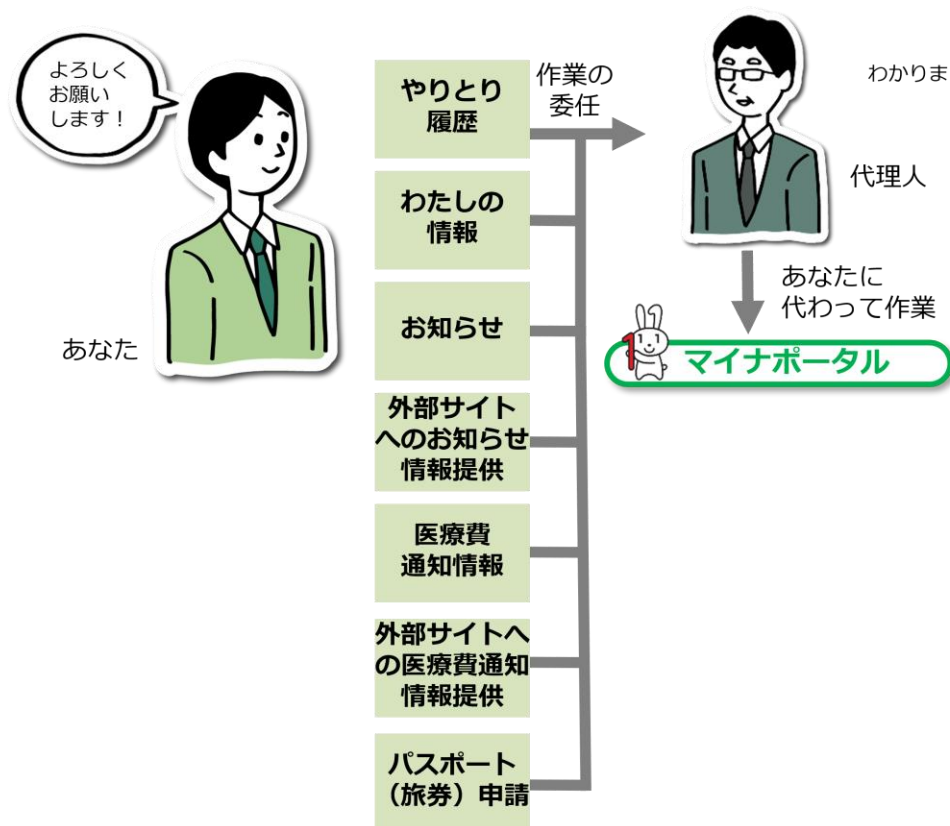 よろしく
お願い
します！
あなた
やりとり
履歴
わたしの
情報
お知らせ
外部サイト
へのお知らせ
情報提供
医療費
通知情報
外部サイトへ
の医療費通知
情報提供
パスポート
（旅券）申請
作業の
委任
わかりま
代理人
あなたに
代わって作業
1
マイナポータル